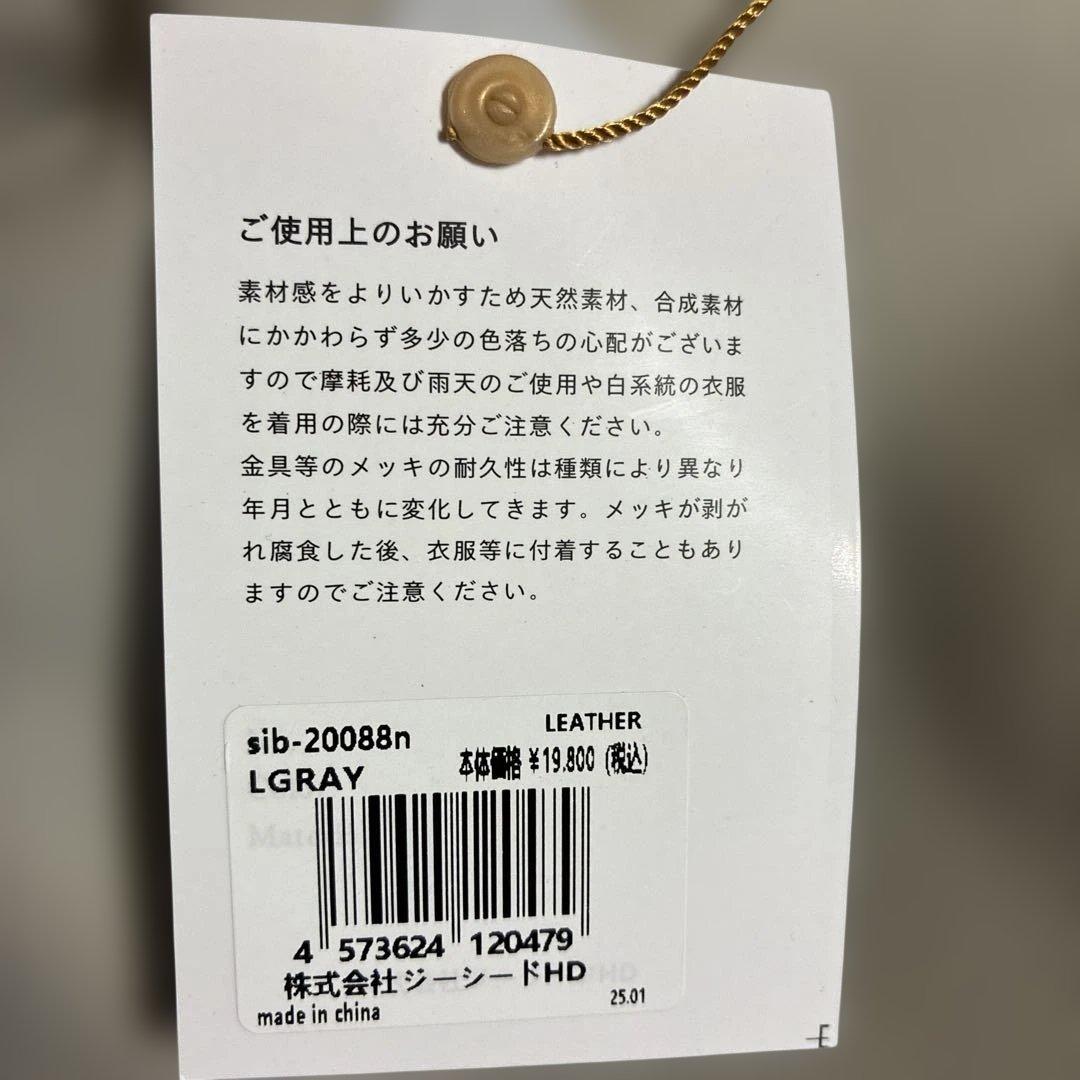 ご使用上のお願い
素材感をよりいかすため天然素材、合成素材
にかかわらず多少の色落ちの心配がございま
すので摩耗及び雨天のご使用や白系統の衣服
を着用の際には充分ご注意ください。
金具等のメッキの耐久性は種類により異なり
年月とともに変化してきます。メッキが剥が
れ腐食した後、衣服等に付着することもあり
ますのでご注意ください。
LEATHER
sib-20088n
本体価格 ¥19,800 (税込)
LGRAY
4 573624 120479
株式会社ジーシードHD
25.01
made in china